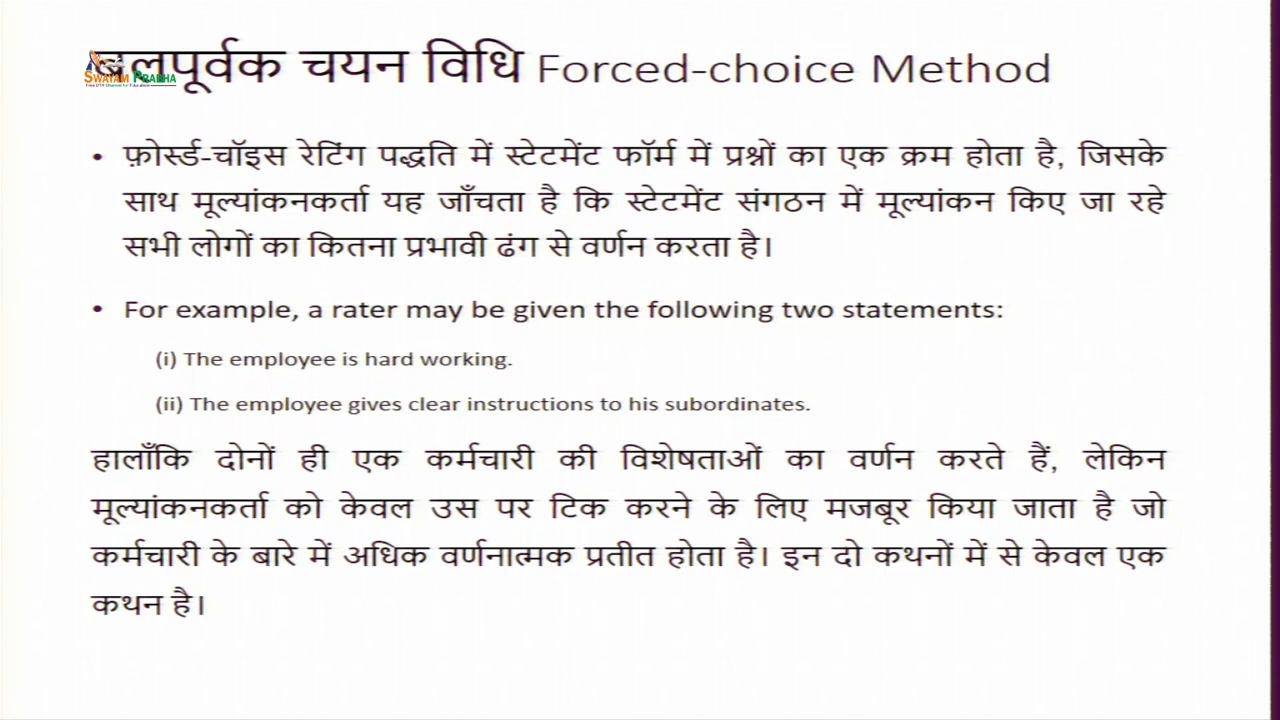 बलपूर्वक चयन विधि Forced-choice Method
SWAYAM PRABHA
• फ़ोर्स्ड-चॉइस रेटिंग पद्धति में स्टेटमेंट फॉर्म में प्रश्नों का एक क्रम होता है, जिसके
साथ मूल्यांकनकर्ता यह जाँचता है कि स्टेटमेंट संगठन में मूल्यांकन किए जा रहे
सभी लोगों का कितना प्रभावी ढंग से वर्णन करता है।
• For example, a rater may be given the following two statements:
(i) The employee is hard working.
(ii) The employee gives clear instructions to his subordinates.
हालाँकि दोनों ही एक कर्मचारी की विशेषताओं का वर्णन करते हैं, लेकिन
मूल्यांकनकर्ता को केवल उस पर टिक करने के लिए मजबूर किया जाता है जो
कर्मचारी के बारे में अधिक वर्णनात्मक प्रतीत होता है। इन दो कथनों में से केवल एक
कथन है।